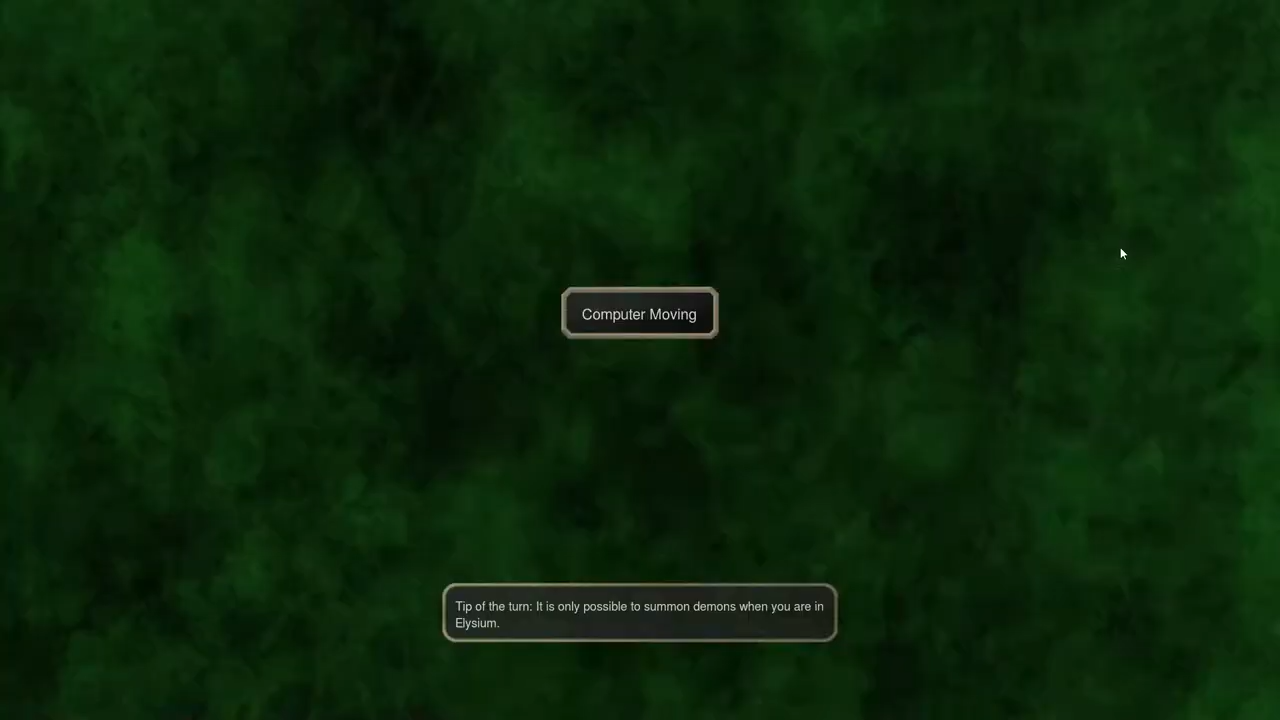 Computer Moving
Tip of the turn: It is only possible to summon demons when you are in
Elysium.